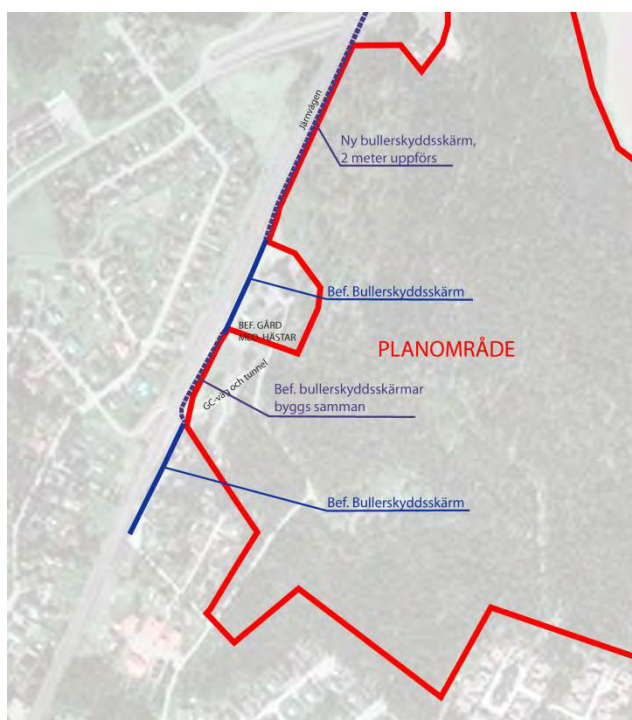 Järnvägen
Ny bullerskyddsskärm,
2 meter uppförs
Bef. Bullerskyddsskärm
BEF. GÅRD
MED HÄSTAR
PLANOMRÅDE
GC-väg och tunnel
Bef. bullerskyddsskärmar
byggs samman
Bef. Bullerskyddsskärm